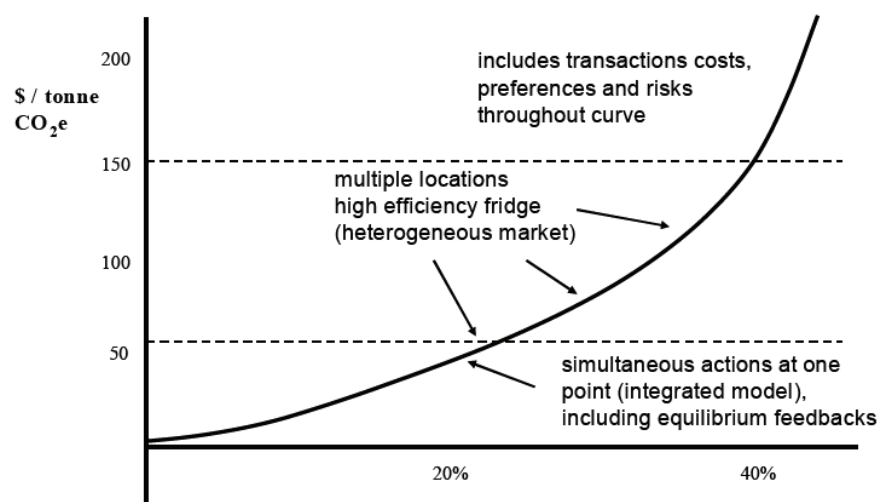 200
includes transactions costs,
preferences and risks
throughout curve
$ / tonne
CO₂e
150
multiple locations
high efficiency fridge
(heterogeneous market)
100
50
simultaneous actions at one
point (integrated model),
including equilibrium feedbacks
20%
40%